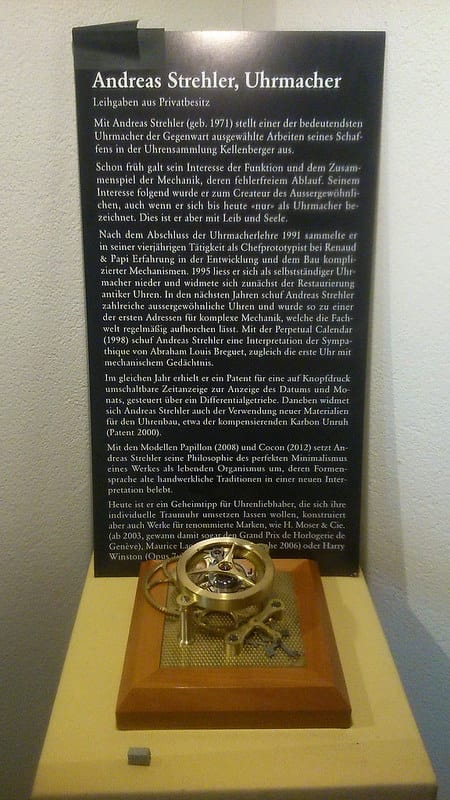 Andreas Strehler, Uhrmacher
Leihgaben aus Privatbesitz
Mit Andreas Strehler (geb. 1971) stellt einer der bedeutendsten
Uhrmacher der Gegenwart ausgewählte Arbeiten seines Schaf-
fens in der Uhrensammlung Kellenberger aus.
Schon früh galt sein Interesse der Funktion und dem Zusam-
menspiel der Mechanik, deren fehlerfreiem Ablauf. Seinem
Interesse folgend wurde er zum Createur des Aussergewöhnli-
chen, auch wenn er sich bis heute «nur» als Uhrmacher be-
zeichnet. Dies ist er aber mit Leib und Seele.
Nach dem Abschluss der Uhrmacherlehre 1991 sammelte er
in seiner vierjährigen Tätigkeit als Chefprototypist bei Renaud
& Papi Erfahrung in der Entwicklung und dem Bau kompli-
zierter Mechanismen. 1995 liess er sich als selbstständiger Uhr-
macher nieder und widmete sich zunächst der Restaurierung
antiker Uhren. In den nächsten Jahren schuf Andreas Strehler
zahlreiche aussergewöhnliche Uhren und wurde so zu einer
der ersten Adressen für komplexe Mechanik, welche die Fach-
welt regelmäßig aufhorchen lässt. Mit der Perpetual Calendar
(1998) schuf Andreas Strehler eine Interpretation der Sympa-
thique von Abraham Louis Breguet, zugleich die erste Uhr mit
mechanischem Gedächtnis.
Im gleichen Jahr erhielt er ein Patent für eine auf Knopfdruck
umschaltbare Zeitanzeige zur Anzeige des Datums und Mo-
nats, gesteuert über ein Differentialgetriebe. Daneben widmet
sich Andreas Strehler auch der Verwendung neuer Materialien
für den Uhrenbau, etwa der kompensierenden Karbon Unruh
(Patent 2000).
Mit den Modellen Papillon (2008) und Cocon (2012) setzt An-
dreas Strehler seine Philosophie des perfekten Minimalismus
eines Werkes als lebenden Organismus um, deren Formen-
sprache alte handwerkliche Traditionen in einer neuen Inter-
pretation belebt.
Heute ist er ein Geheimtipp für Uhrenliebhaber, die sich ihre
individuelle Traumuhr umsetzen lassen wollen, konstruiert
aber auch Werke für renommierte Marken, wie H. Moser & Cie.
(ab 2003, gewann damit sogar den Grand Prix de Horlogerie de
Genève), Maurice 2006) oder Harry
Winston (Opus